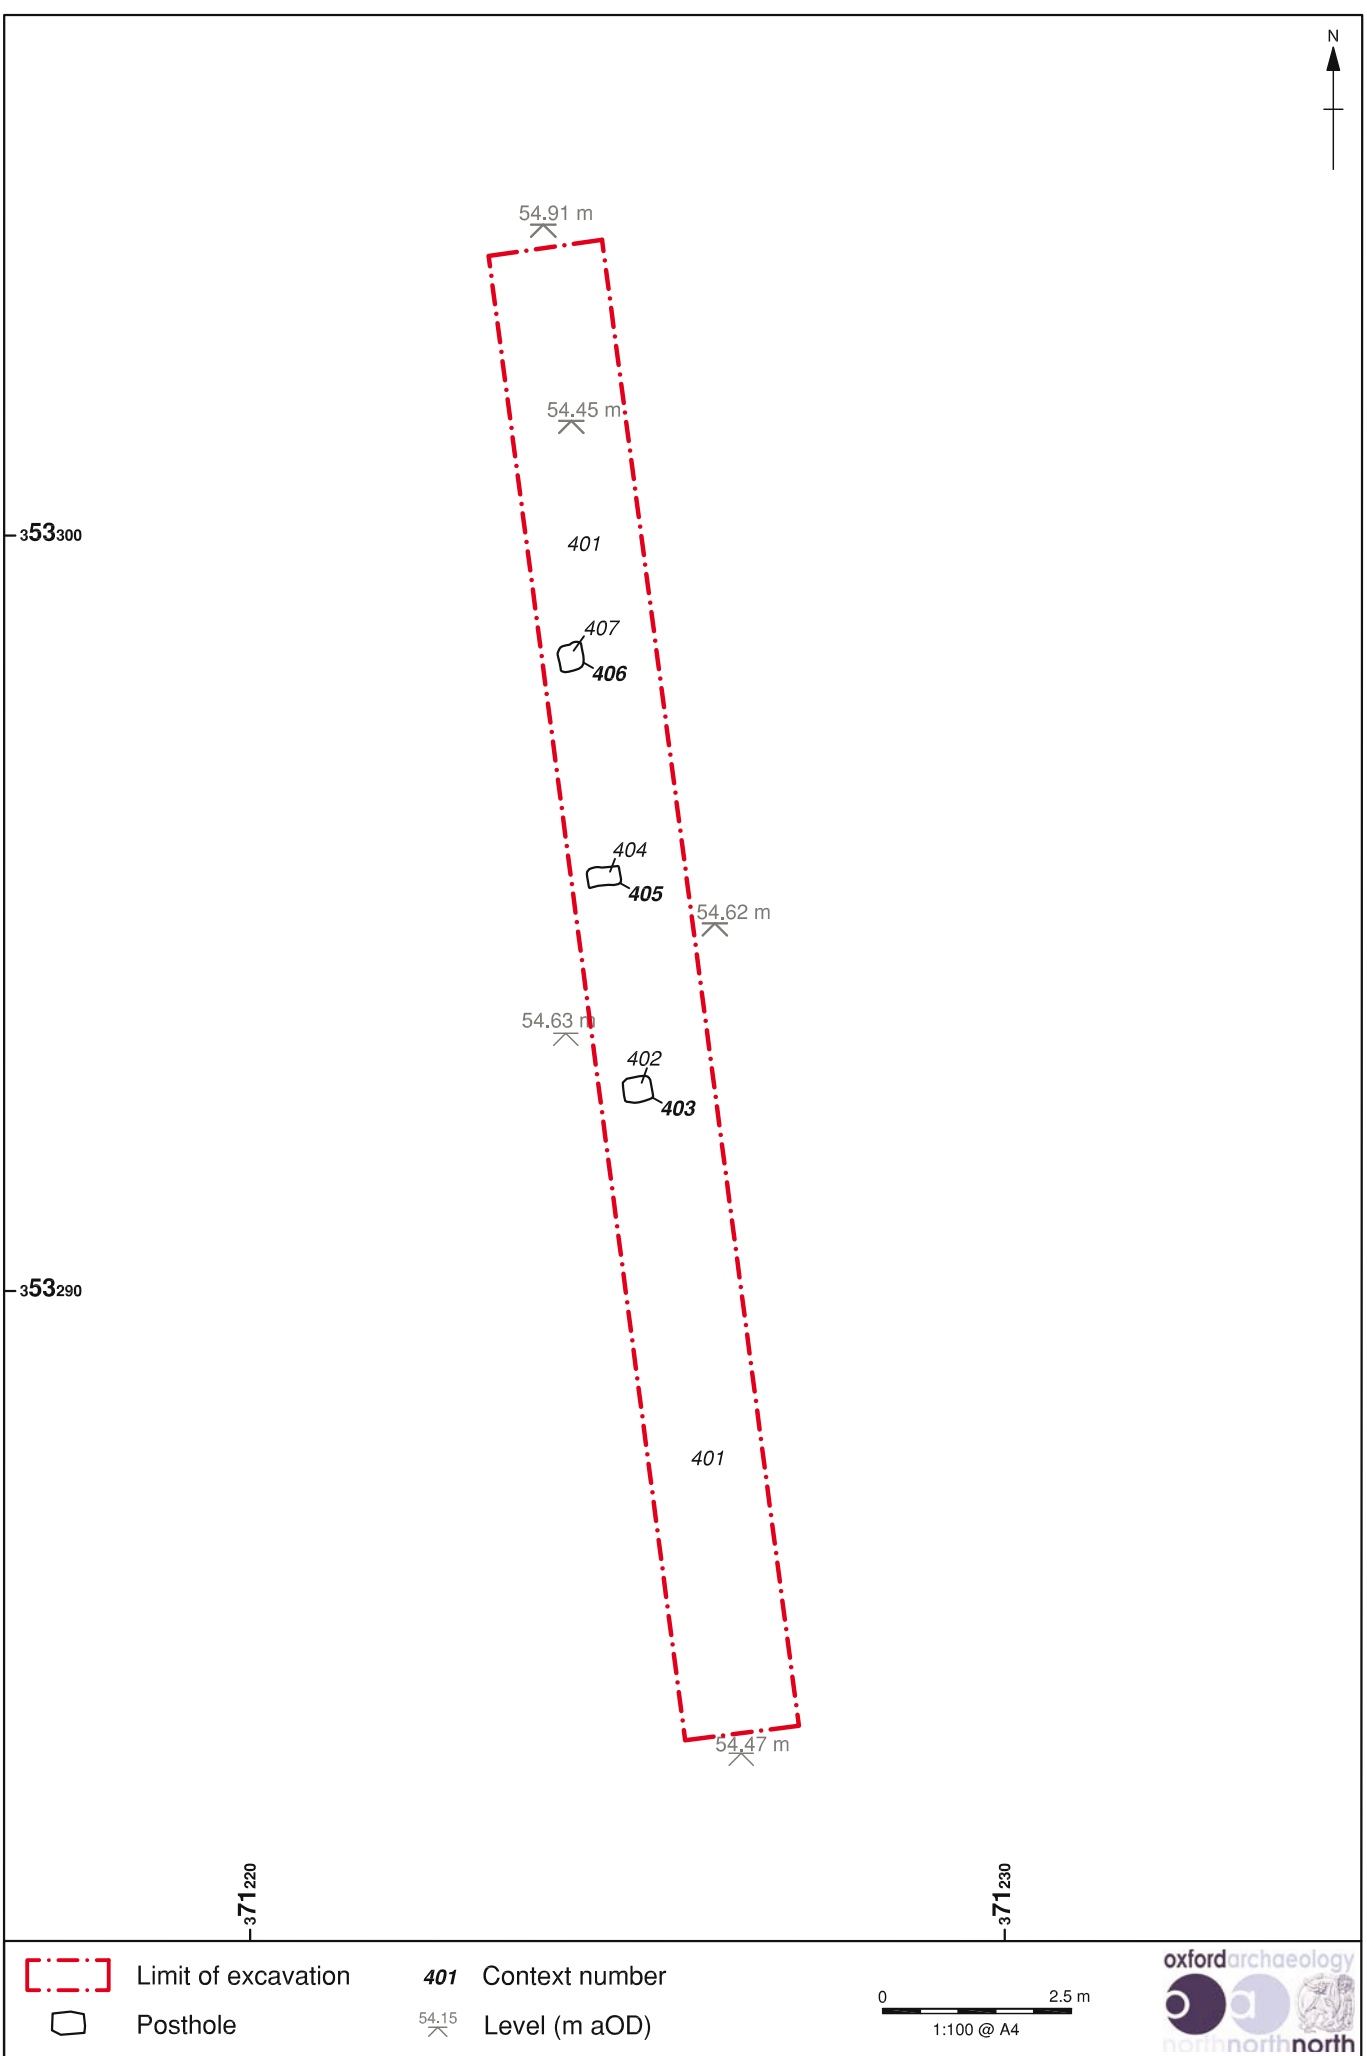 N
54.91 m
54.45 m
353300
401
407
406
404
405
54.62 m
54.63 m
402
403
353290
401
54.47 m
371220
371230
Limit of excavation
401 Context number
0 2.5 m
Posthole
54.15 Level (m aOD)
1:100 @ A4
oxfordarchaeology
a a
northnorthnorth